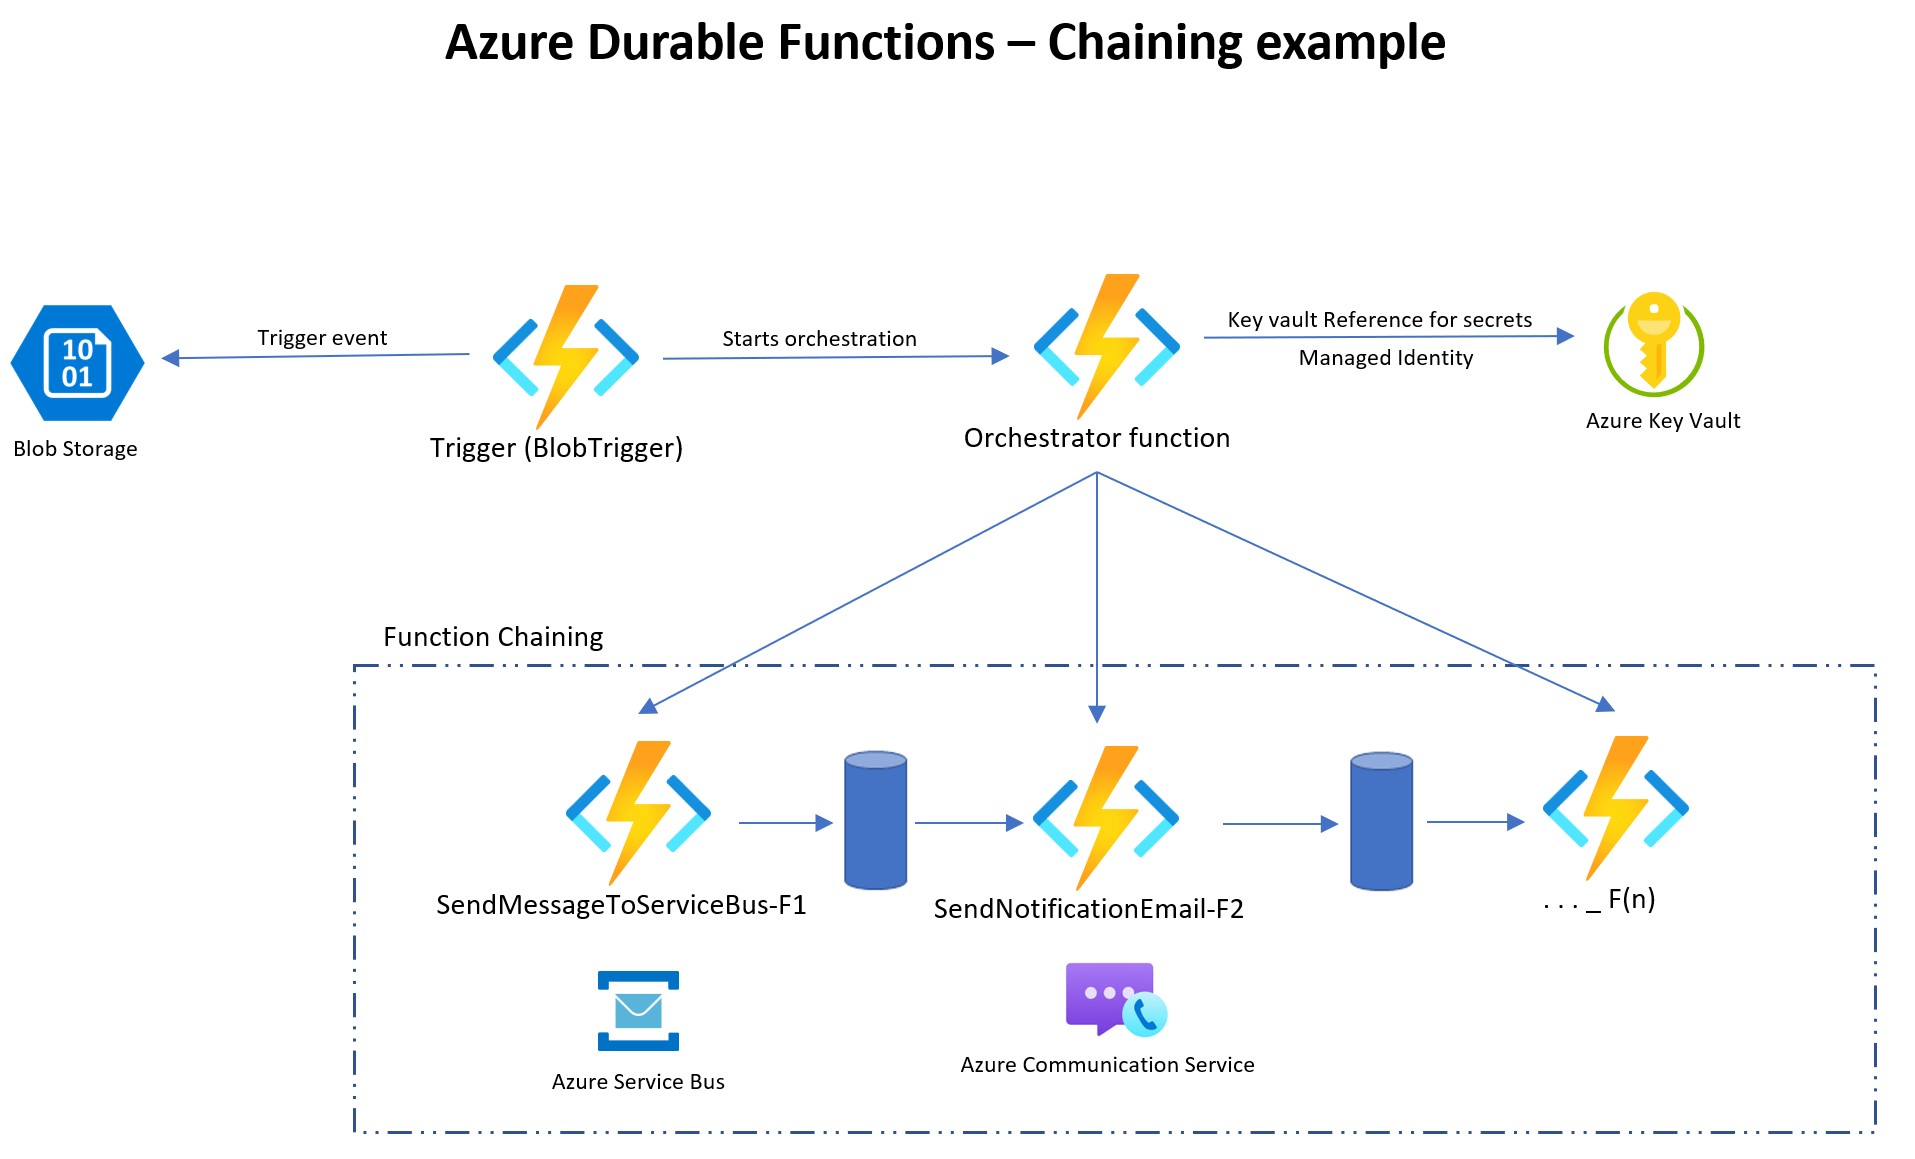 Azure Durable Functions – Chaining example
10
01
Blob Storage
Trigger event
Trigger (BlobTrigger)
Starts orchestration
Orchestrator function
Key vault Reference for secrets
Managed Identity
Azure Key Vault
Function Chaining
SendMessageToServiceBus-F1
SendNotificationEmail-F2
. . . _ F(n)
Azure Service Bus
Azure Communication Service